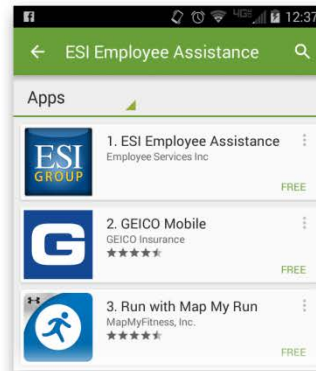 4GE 12:37
ESI Employee Assistance
Apps
ESI
GROUP
1. ESI Employee Assistance
Employee Services Inc
FREE
G
2. GEICO Mobile
GEICO Insurance
FREE
3. Run with Map My Run
MapMyFitness, Inc.
FREE